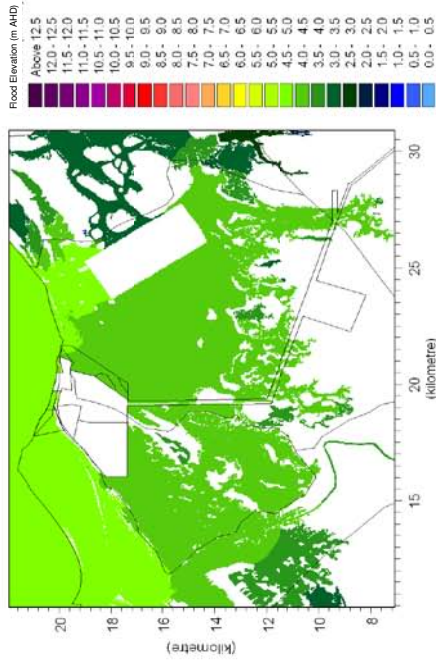 20
18
16
14
12
10
(kilometre)
15
20
25
30
(kilometre)
Flood Elevation (m AHD)
Above 12.5
12.0 - 12.5
11.5 - 12.0
11.0 - 11.5
10.5 - 11.0
10.0 - 10.5
9.5 - 10.0
9.0 - 9.5
8.5 - 9.0
8.0 - 8.5
7.5 - 8.0
7.0 - 7.5
6.5 - 7.0
6.0 - 6.5
5.5 - 6.0
5.0 - 5.5
4.5 - 5.0
4.0 - 4.5
3.5 - 4.0
3.0 - 3.5
2.5 - 3.0
2.0 - 2.5
1.5 - 2.0
1.0 - 1.5
0.5 - 1.0
0.0 - 0.5